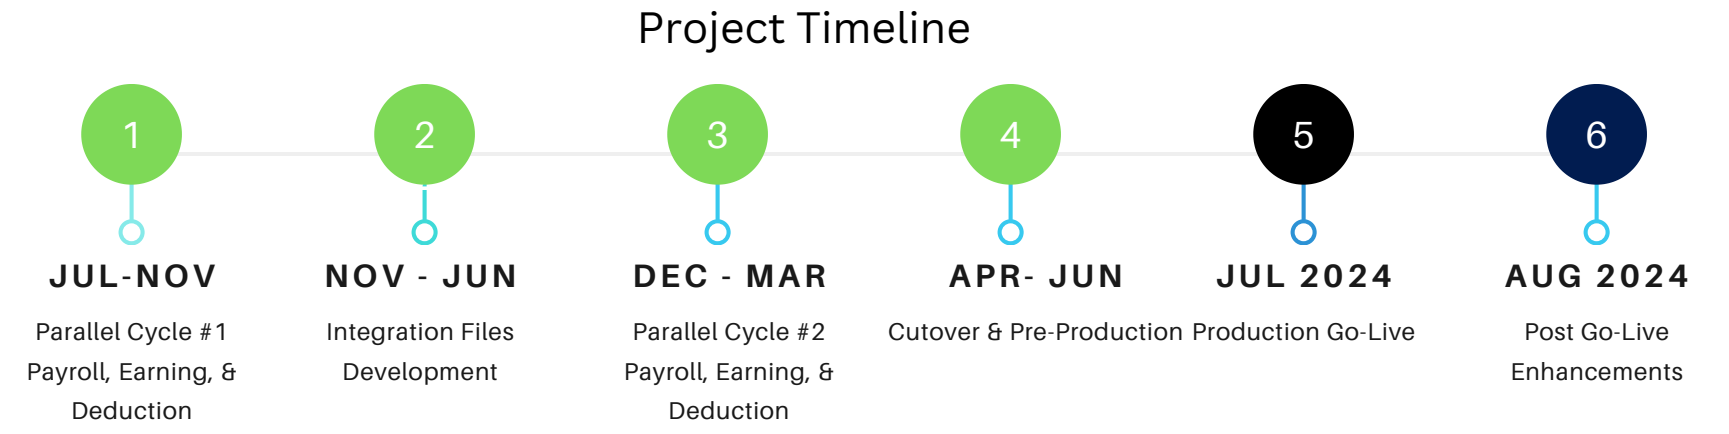 Project Timeline
1
2
3
4
5
6
JUL-NOV
NOV - JUN
DEC - MAR
APR- JUN
JUL 2024
AUG 2024
Parallel Cycle #1
Payroll, Earning, &
Deduction
Integration Files
Development
Parallel Cycle #2
Payroll, Earning, &
Deduction
Cutover & Pre-Production
Production Go-Live
Post Go-Live
Enhancements